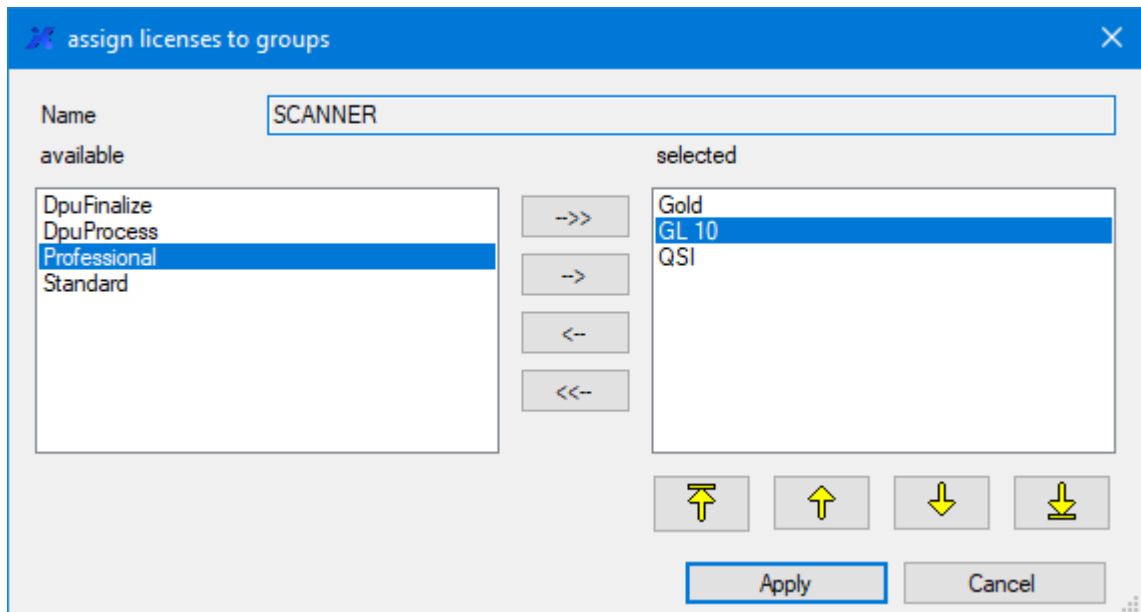 assign licenses to groups
Name
SCANNER
available
selected
DpuFinalize
DpuProcess
Professional
Standard
-->>
-->
<--
<<--
Gold
GL 10
QSI
Apply
Cancel